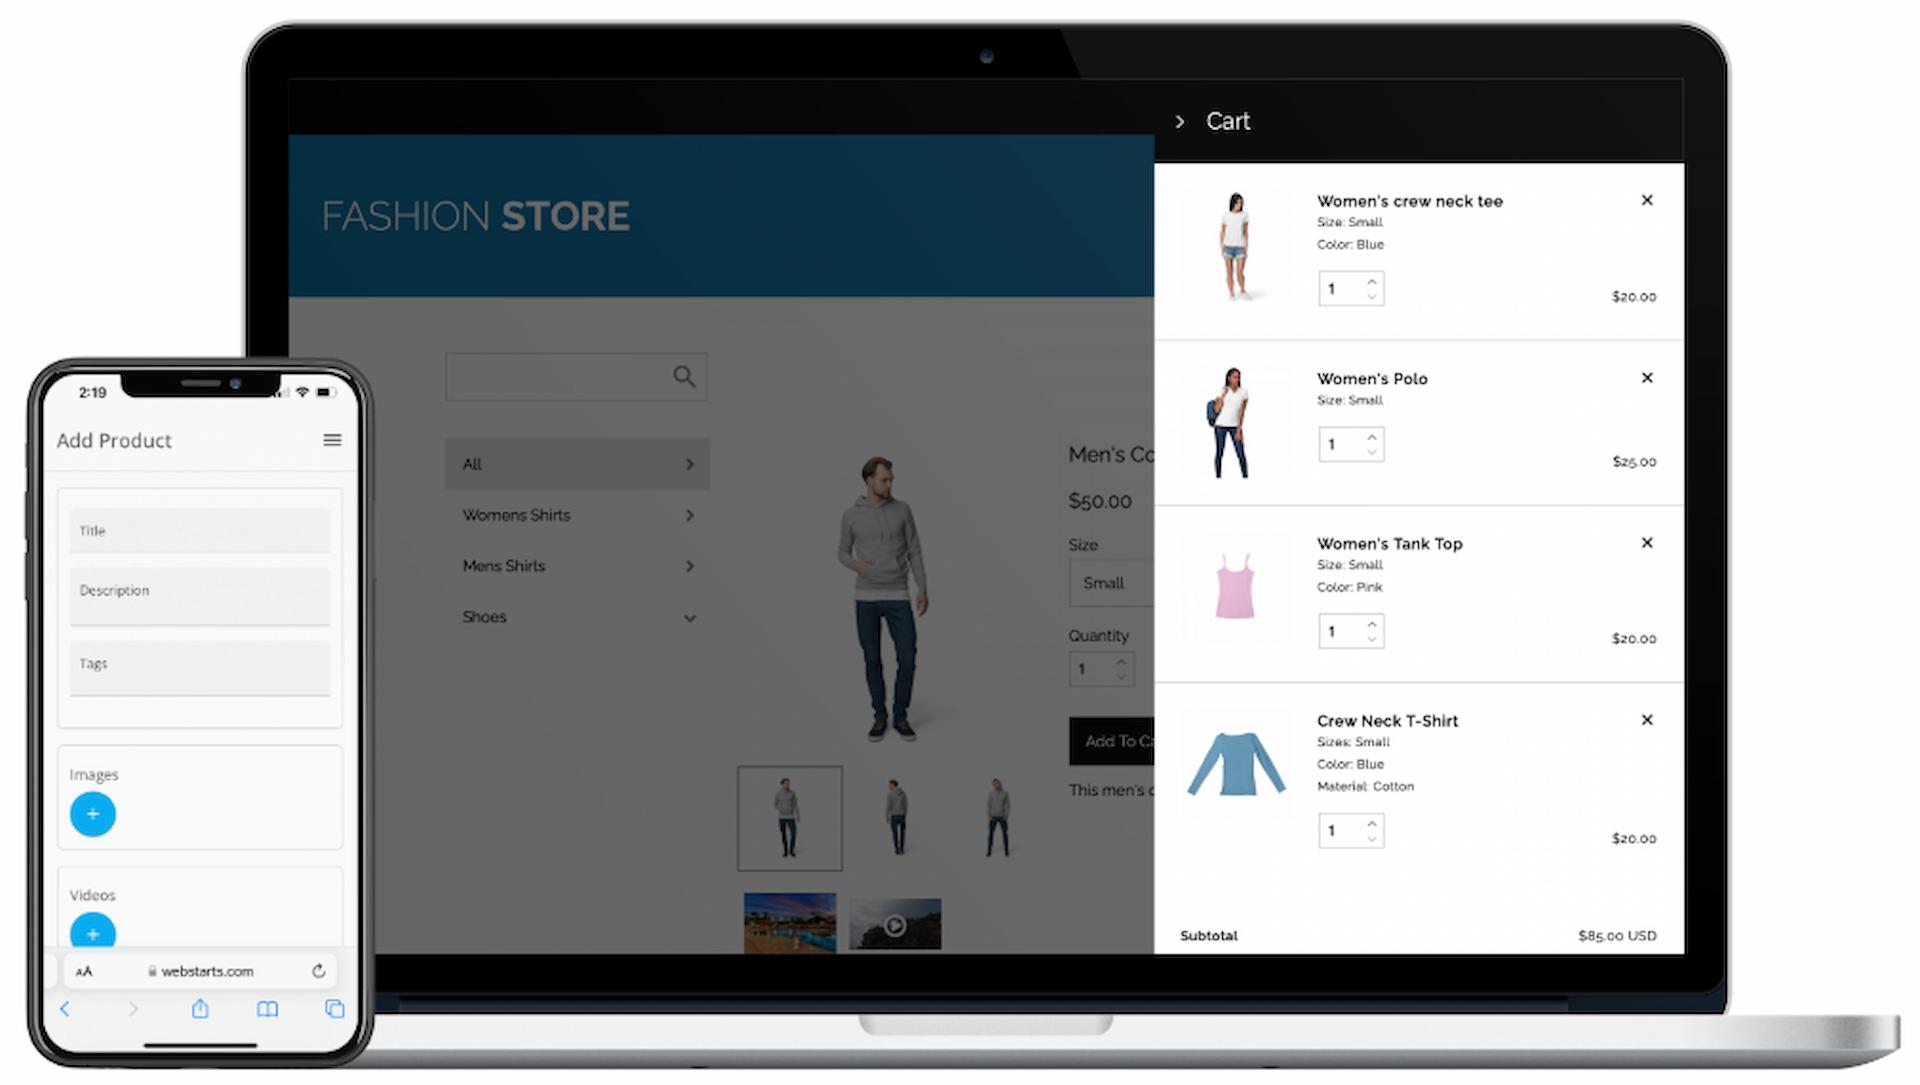 Cart
FASHION STORE
Women's crew neck tee
Size: Small
Color: Blue
1
$20.00
Women's Polo
Size: Small
1
$25.00
Women's Tank Top
Size: Small
Color: Pink
1
$20.00
Crew Neck T-Shirt
Sizes: Small
Color: Blue
Material: Cotton
1
$20.00
Subtotal $85.00 USD
All
Womens Shirts
Mens Shirts
Shoes
Men's Co
$50.00
Size
Small
Quantity
1
Add To Ca
This men's c
2:19
Add Product
Title
Description
Tags
Images
+
Videos
+
AA webstarts.com